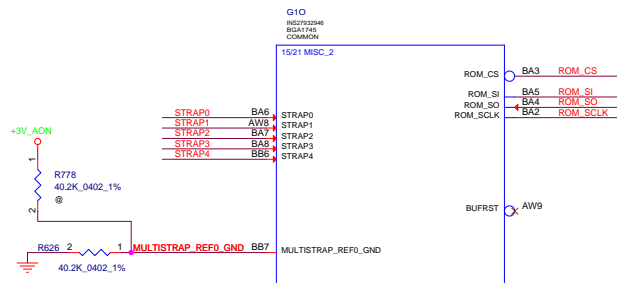 G1O
INS27932946
BGA1745
COMMON
15/21 MISC_2
ROM_CS BA3 ROM_CS
ROM_SI BA5 ROM_SI
ROM_SO BA4 ROM_SO
ROM_SCLK BA2 ROM_SCLK
STRAP0 BA6 STRAP0
STRAP1 AW8 STRAP1
STRAP2 BA7 STRAP2
STRAP3 BA8 STRAP3
STRAP4 BB6 STRAP4
+3V_AON
1
R778
40.2K_0402_1%
@
2
BUFRST AW9
R626 2 1 MULTISTRAP_REF0_GND BB7 MULTISTRAP_REF0_GND
40.2K_0402_1%